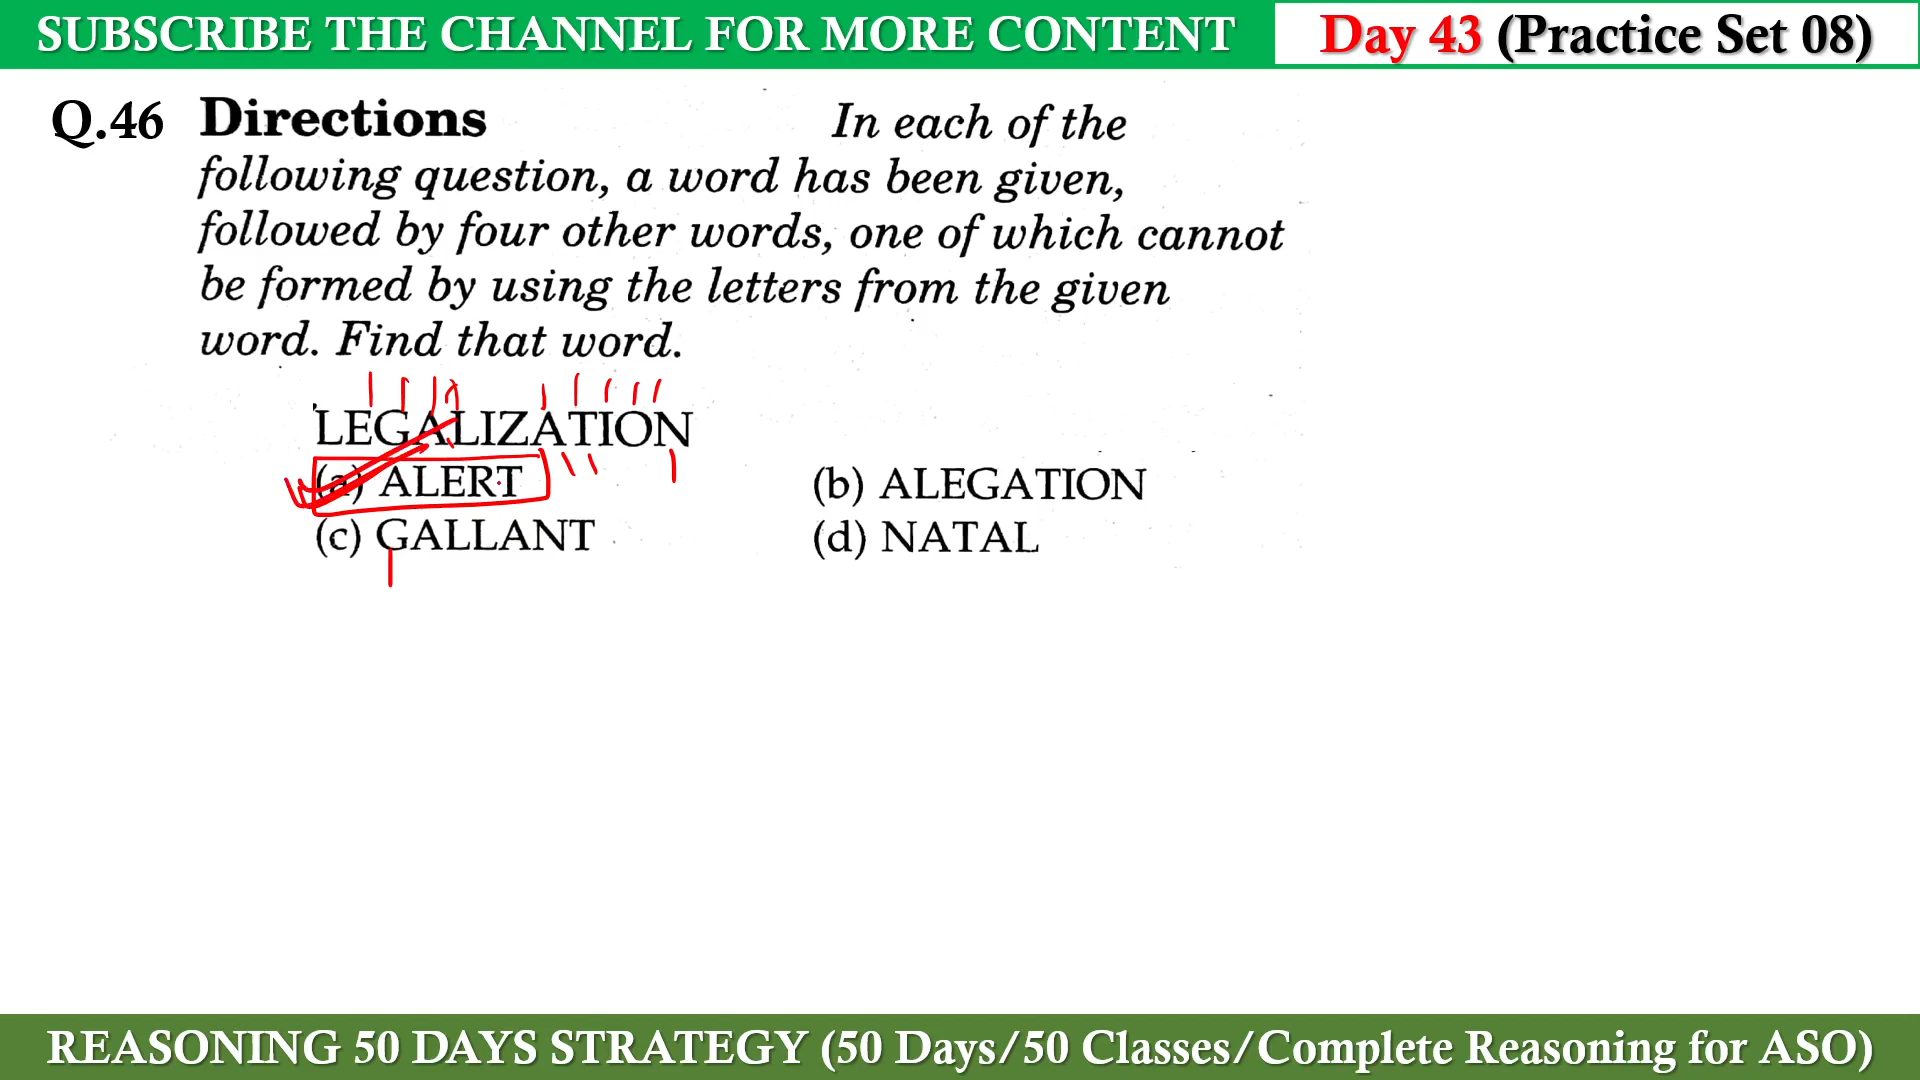 SUBSCRIBE THE CHANNEL FOR MORE CONTENT
Day 43 (Practice Set 08)
Q.46 Directions In each of the
following question, a word has been given,
followed by four other words, one of which cannot
be formed by using the letters from the given
word. Find that word.
LEGALIZATION
(a) ALERT (b) ALEGATION
(c) GALLANT (d) NATAL
REASONING 50 DAYS STRATEGY (50 Days/50 Classes/Complete Reasoning for ASO)